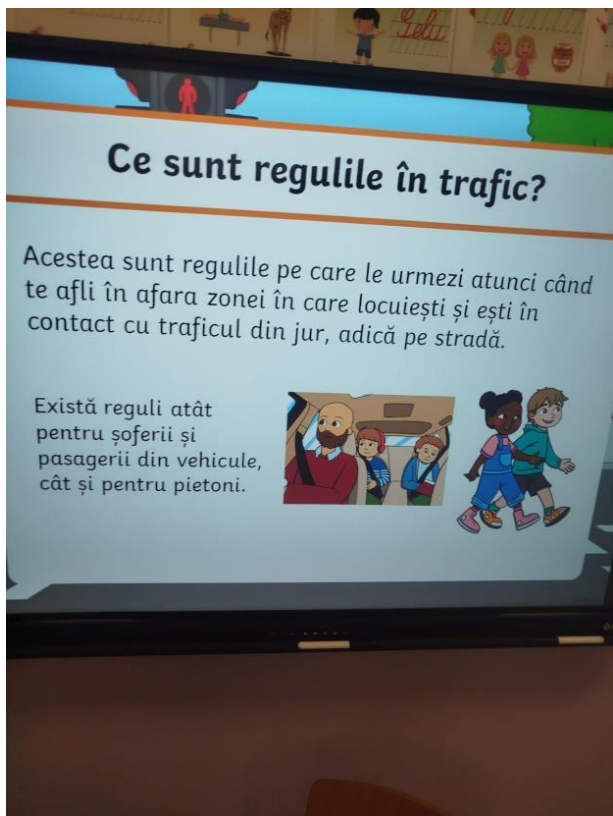 Gelu
Ce sunt regulile în trafic?
Acestea sunt regulile pe care le urmezi atunci când
te afli în afara zonei în care locuiești și ești în
contact cu traficul din jur, adică pe stradă.
Există reguli atât
pentru șoferii și
pasagerii din vehicule,
cât și pentru pietoni.